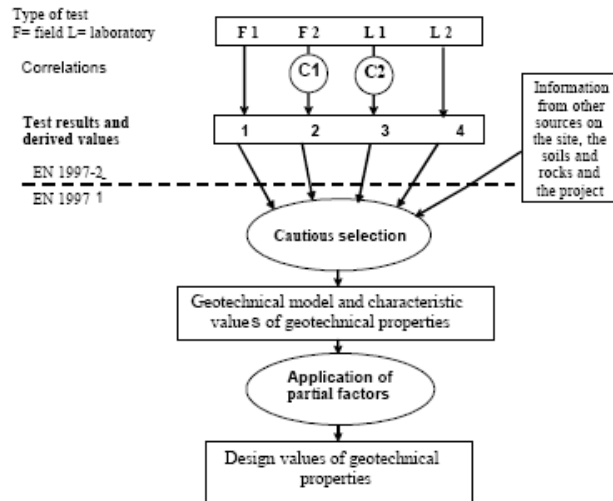 Type of test
F= field L= laboratory
F 1 F 2 L 1 L 2
Correlations
C1 C2
Information
from other
sources on
the site, the
soils and
rocks and
the project
Test results and
derived values
1 2 3 4
EN 1997-2
EN 1997 1
Cautious selection
Geotechnical model and characteristic
values of geotechnical properties
Application of
partial factors
Design values of geotechnical
properties